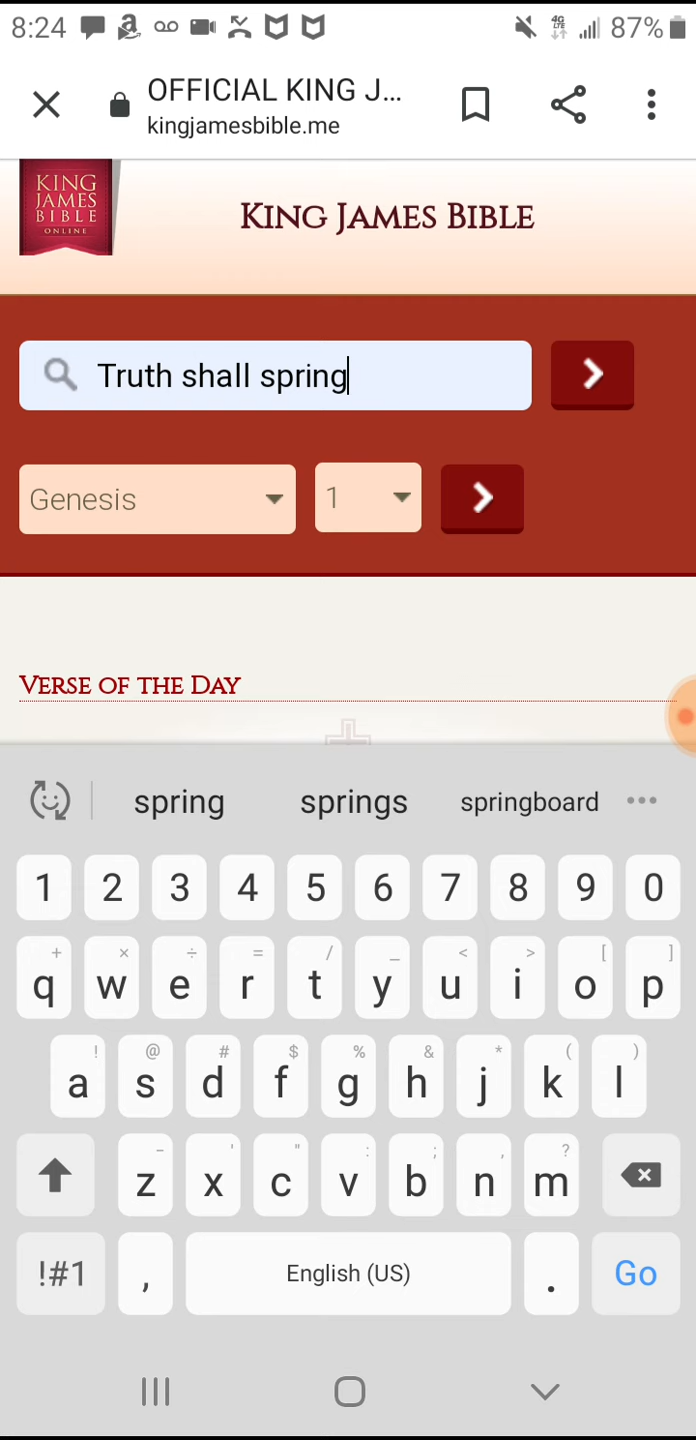 8:24 87%
4G LTE
OFFICIAL KING J...
kingjamesbible.me
KING
JAMES
BIBLE
ONLINE
KING JAMES BIBLE
Truth shall spring
Genesis 1
VERSE OF THE DAY
spring springs springboard
1 2 3 4 5 6 7 8 9 0
+ × ÷ = / _ < > [ ]
q w e r t y u i o p
! @ # $ % & * ( )
a s d f g h j k l
- ' " : ; , ?
z x c v b n m
!#1 , English (US) . Go